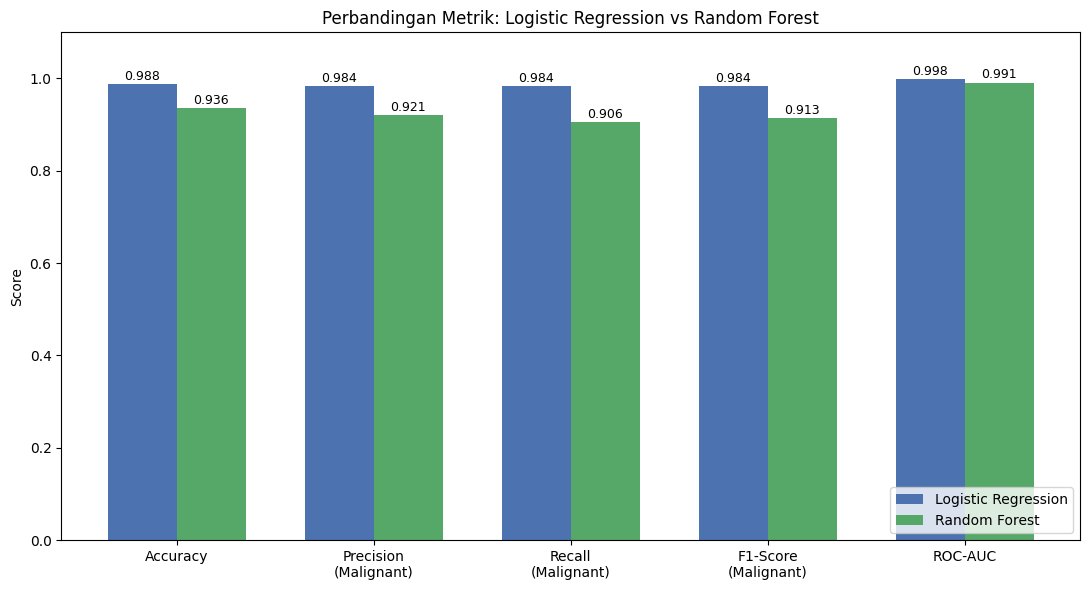 Perbandingan Metrik: Logistic Regression vs Random Forest
Score
1.0
0.8
0.6
0.4
0.2
0.0
0.988
0.936
0.984
0.921
0.984
0.906
0.984
0.913
0.998
0.991
Accuracy
Precision
(Malignant)
Recall
(Malignant)
F1-Score
(Malignant)
ROC-AUC
Logistic Regression
Random Forest